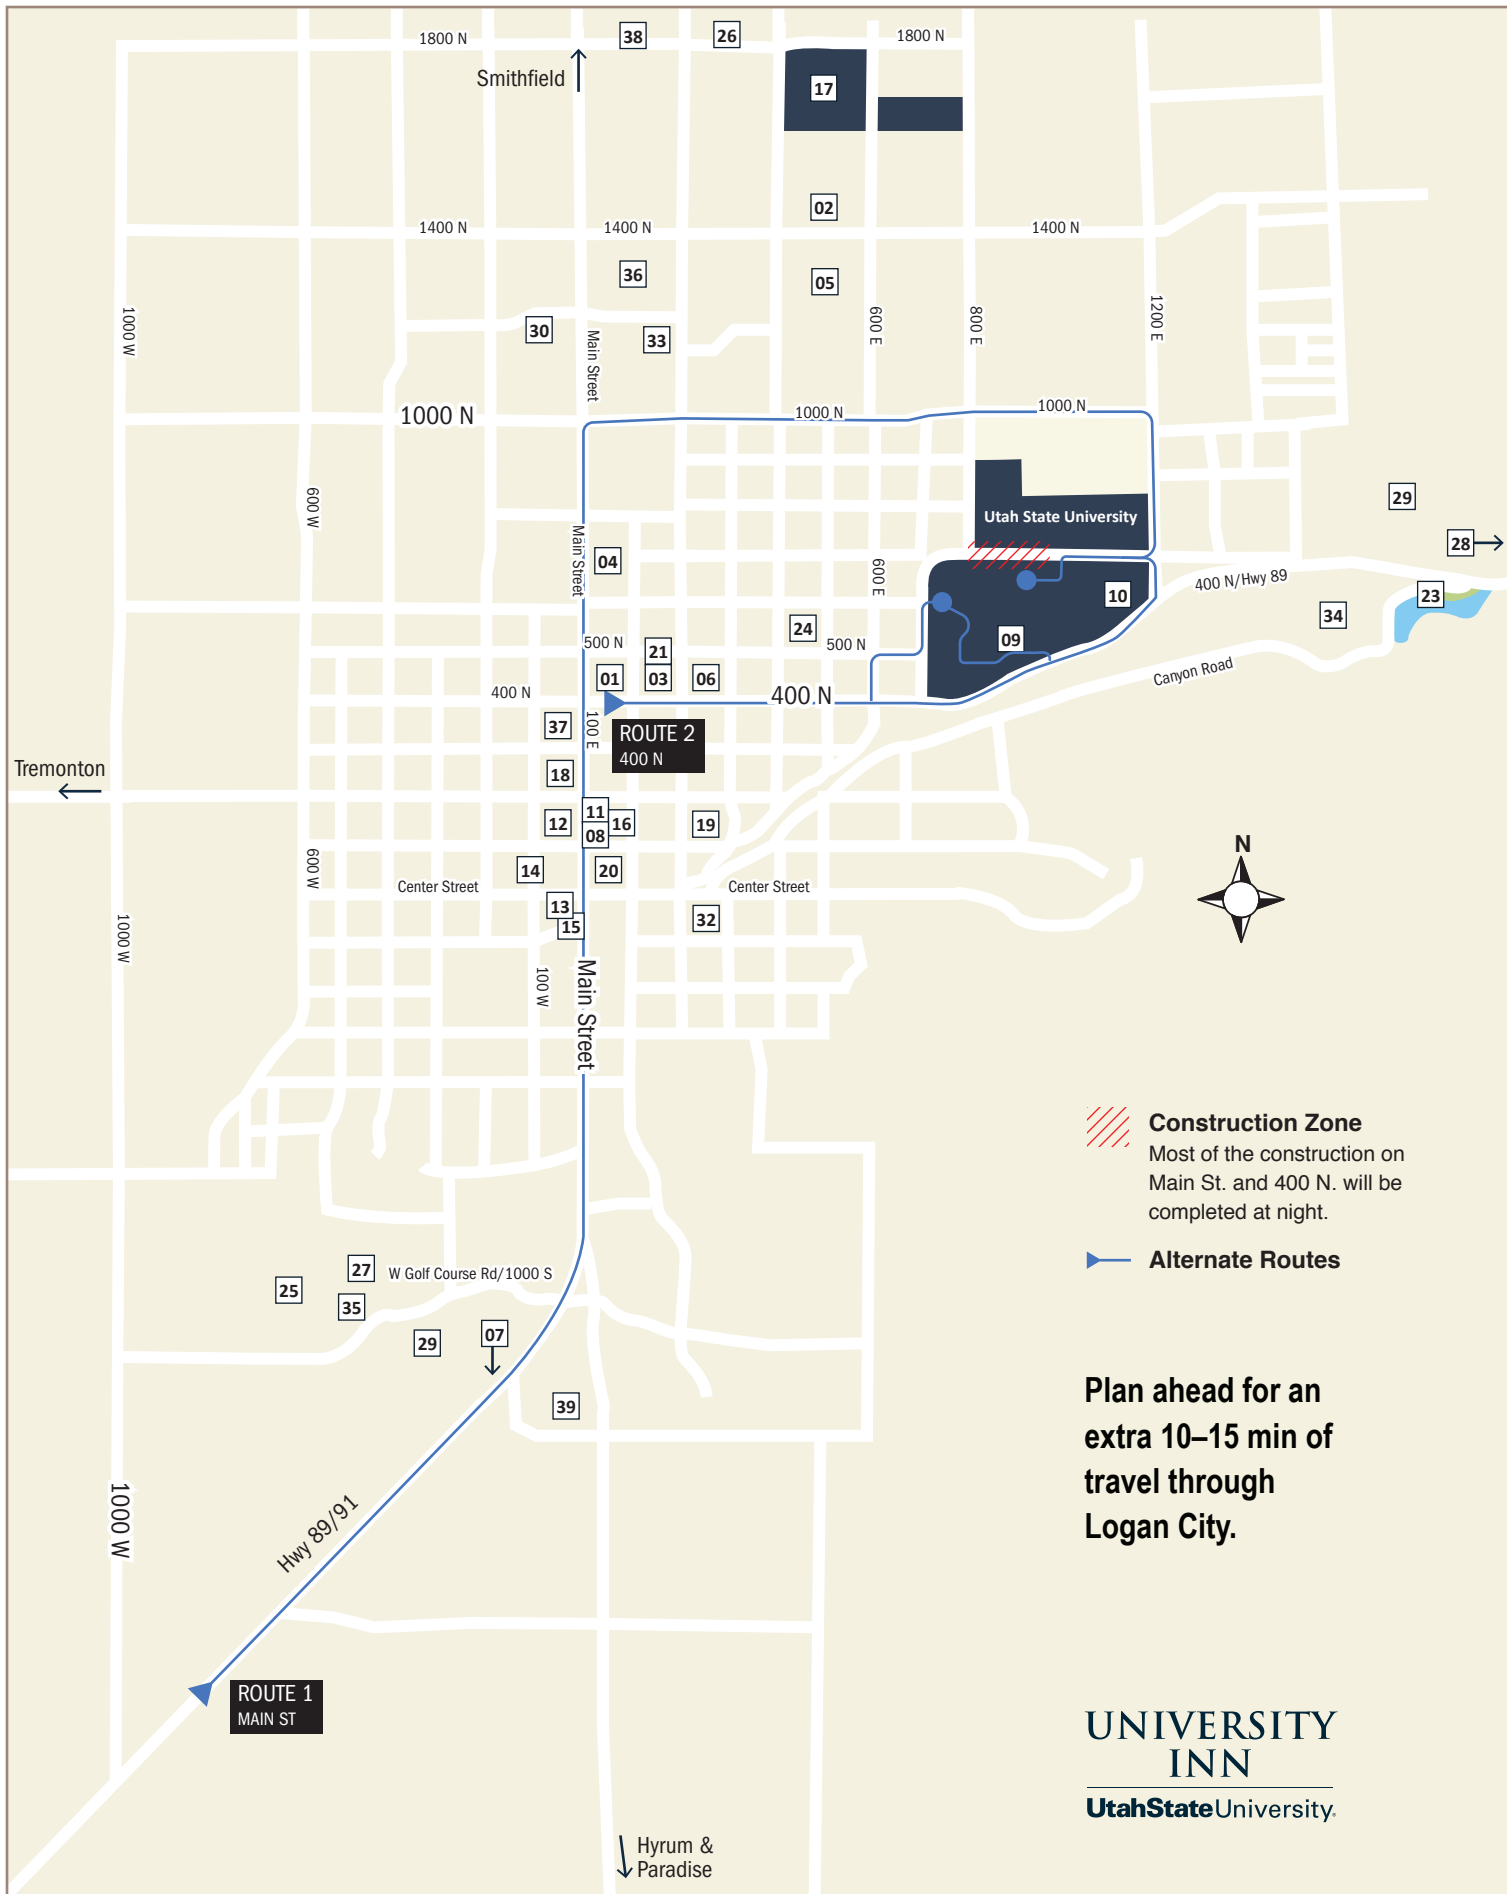 1800 N
38
26
1800 N
Smithfield
17
02
1400 N
1400 N
1400 N
36
05
1000 W
30
Main Street
33
600 E
800 E
1200 E
1000 N
1000 N
1000 N
600 W
29
Utah State University
Main Street
04
28
600 E
400 N/Hwy 89
10
23
34
24
09
500 N
21
500 N
Canyon Road
01
03
06
400 N
400 N
37
100 E
ROUTE 2
400 N
Tremonton
18
11
12
16
19
08
N
600 W
14
20
Center Street
Center Street
13
15
32
1000 W
100 W
Main Street
Construction Zone
Most of the construction on
Main St. and 400 N. will be
completed at night.
Alternate Routes
27
W Golf Course Rd/1000 S
25
35
29
07
39
Plan ahead for an
extra 10–15 min of
travel through
Logan City.
1000 W
Hwy 89/91
ROUTE 1
MAIN ST
UNIVERSITY
INN
UtahStateUniversity®
Hyrum &
Paradise